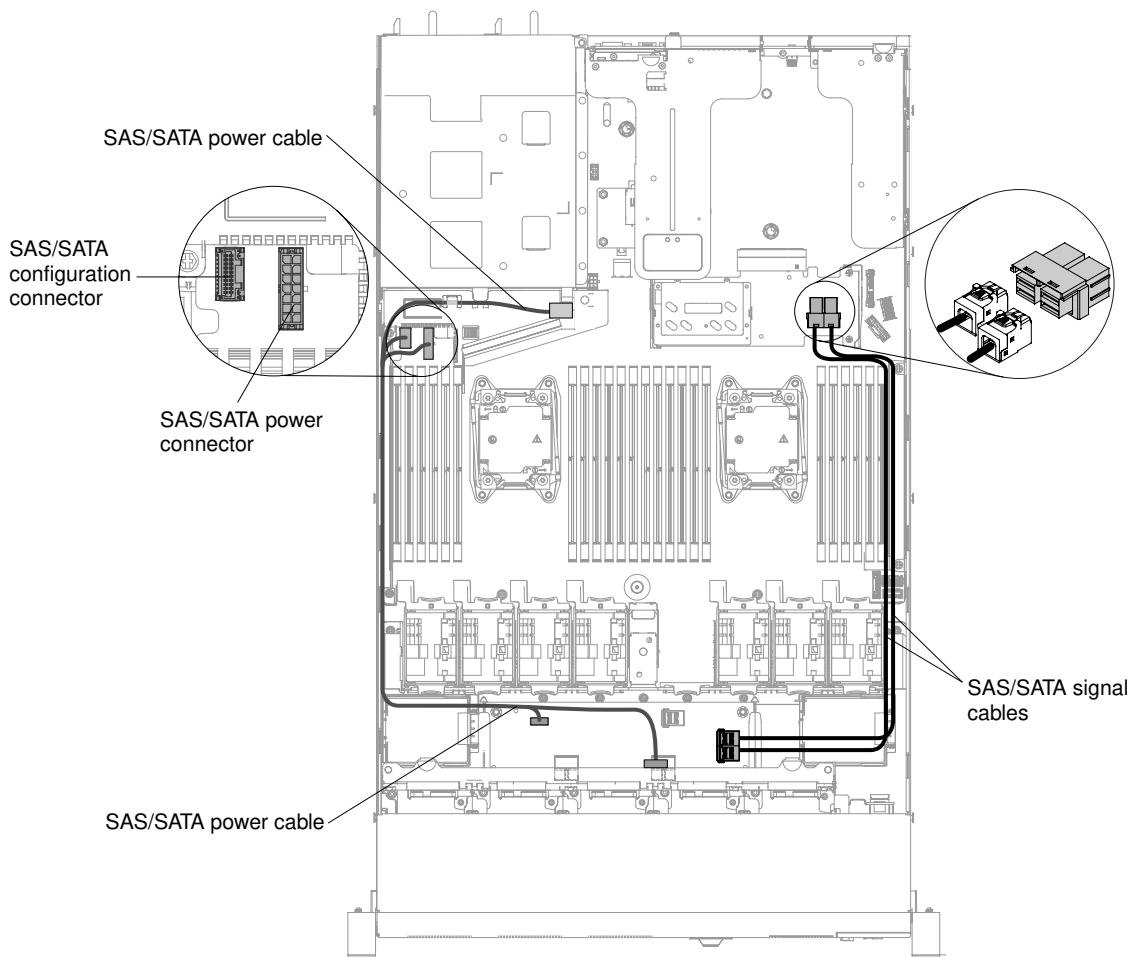 SAS/SATA power cable
SAS/SATA
configuration
connector
SAS/SATA power
connector
SAS/SATA signal
cables
SAS/SATA power cable